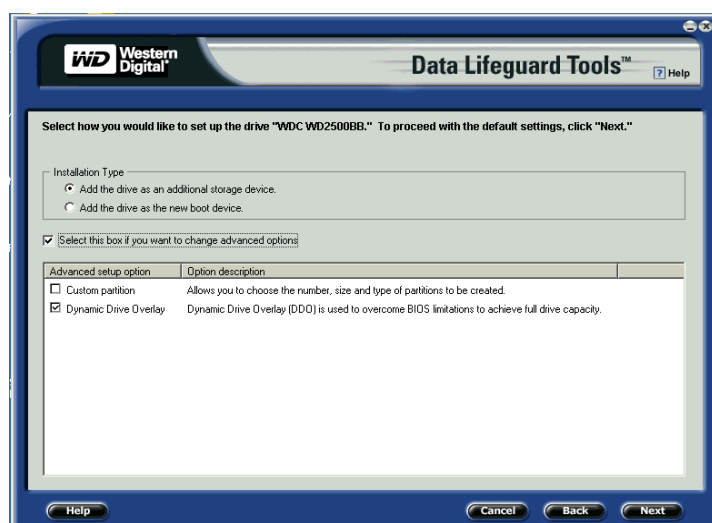 WD Western
Digital®
Data Lifeguard Tools™
? Help
Select how you would like to set up the drive "WDC WD2500BB." To proceed with the default settings, click "Next."
Installation Type
Add the drive as an additional storage device.
Add the drive as the new boot device.
Select this box if you want to change advanced options
Advanced setup option Option description
Custom partition Allows you to choose the number, size and type of partitions to be created.
Dynamic Drive Overlay Dynamic Drive Overlay (DDO) is used to overcome BIOS limitations to achieve full drive capacity.
Help Cancel Back Next